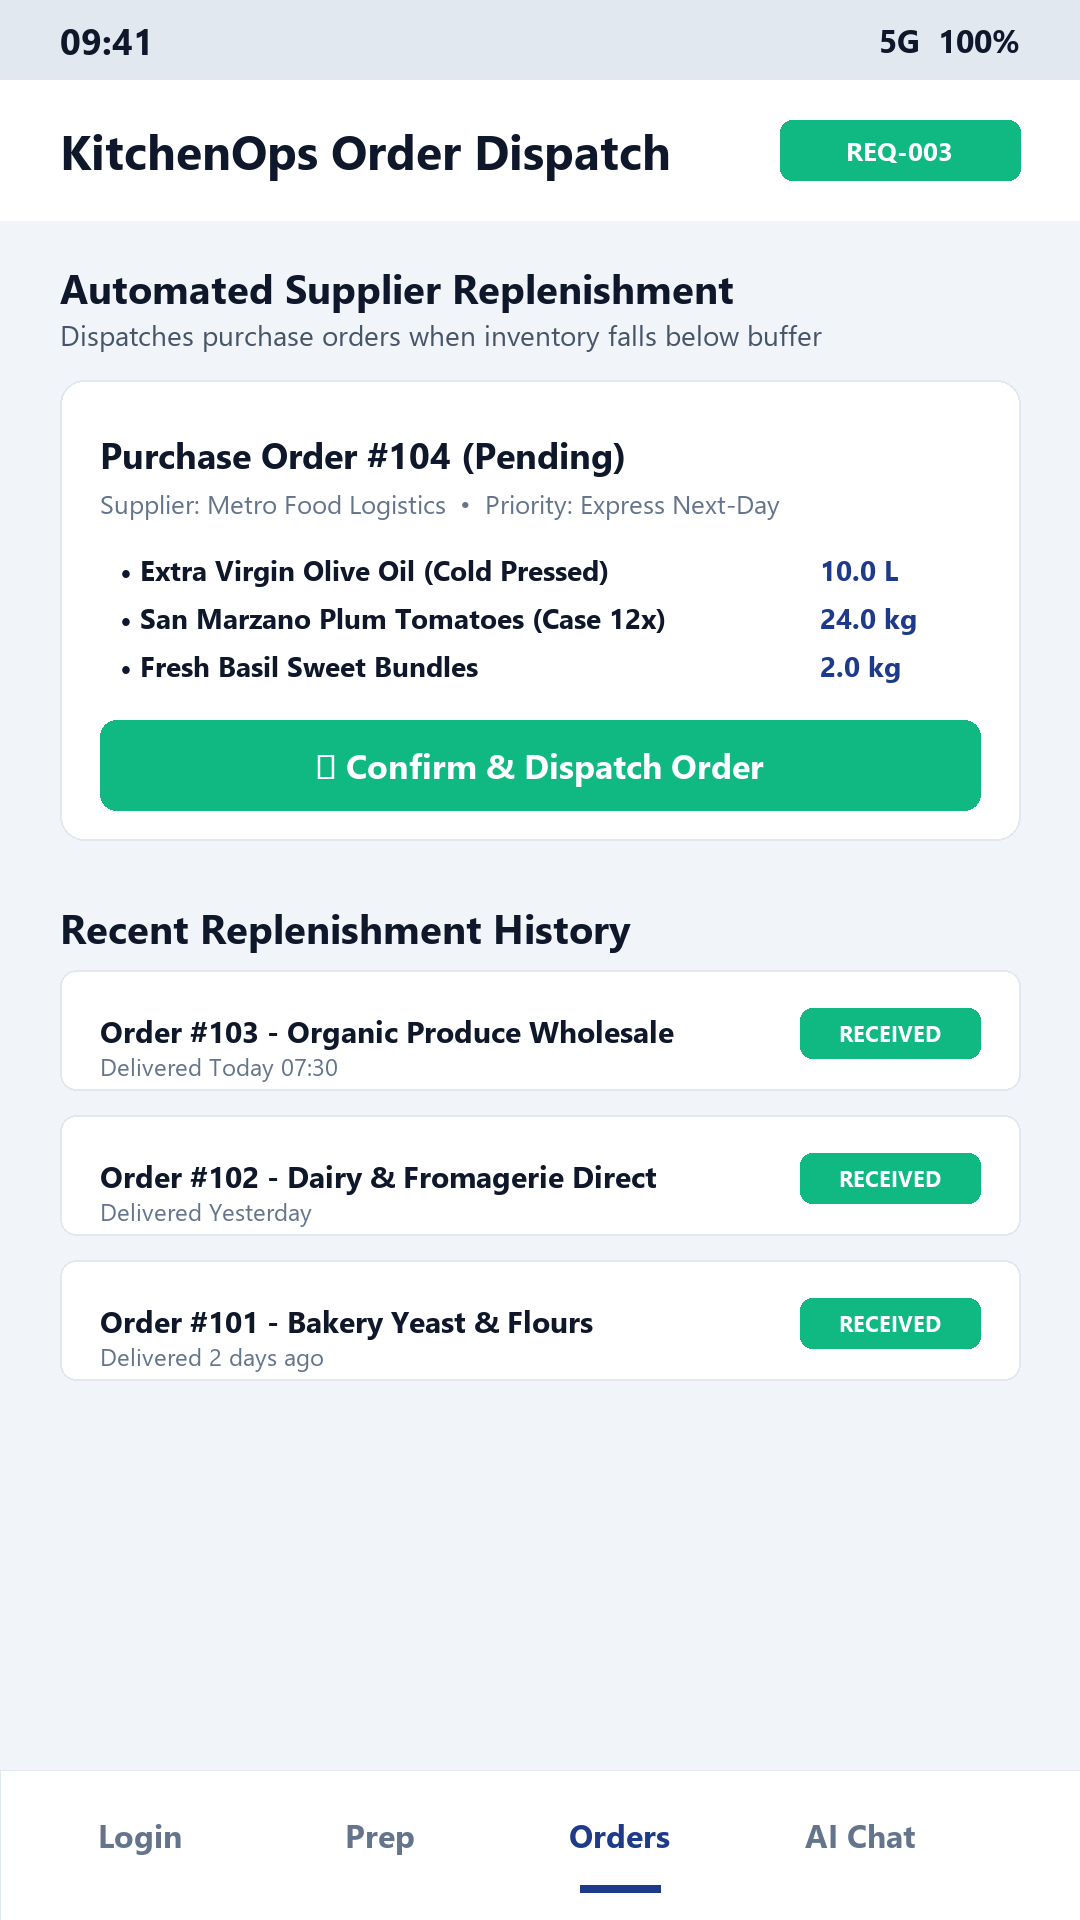 09:41
5G 100%
KitchenOps Order Dispatch
REQ-003
Automated Supplier Replenishment
Dispatches purchase orders when inventory falls below buffer
Purchase Order #104 (Pending)
Supplier: Metro Food Logistics • Priority: Express Next-Day
• Extra Virgin Olive Oil (Cold Pressed) 10.0 L
• San Marzano Plum Tomatoes (Case 12x) 24.0 kg
• Fresh Basil Sweet Bundles 2.0 kg
Confirm & Dispatch Order
Recent Replenishment History
Order #103 - Organic Produce Wholesale
RECEIVED
Delivered Today 07:30
Order #102 - Dairy & Fromagerie Direct
RECEIVED
Delivered Yesterday
Order #101 - Bakery Yeast & Flours
RECEIVED
Delivered 2 days ago
Login Prep Orders AI Chat